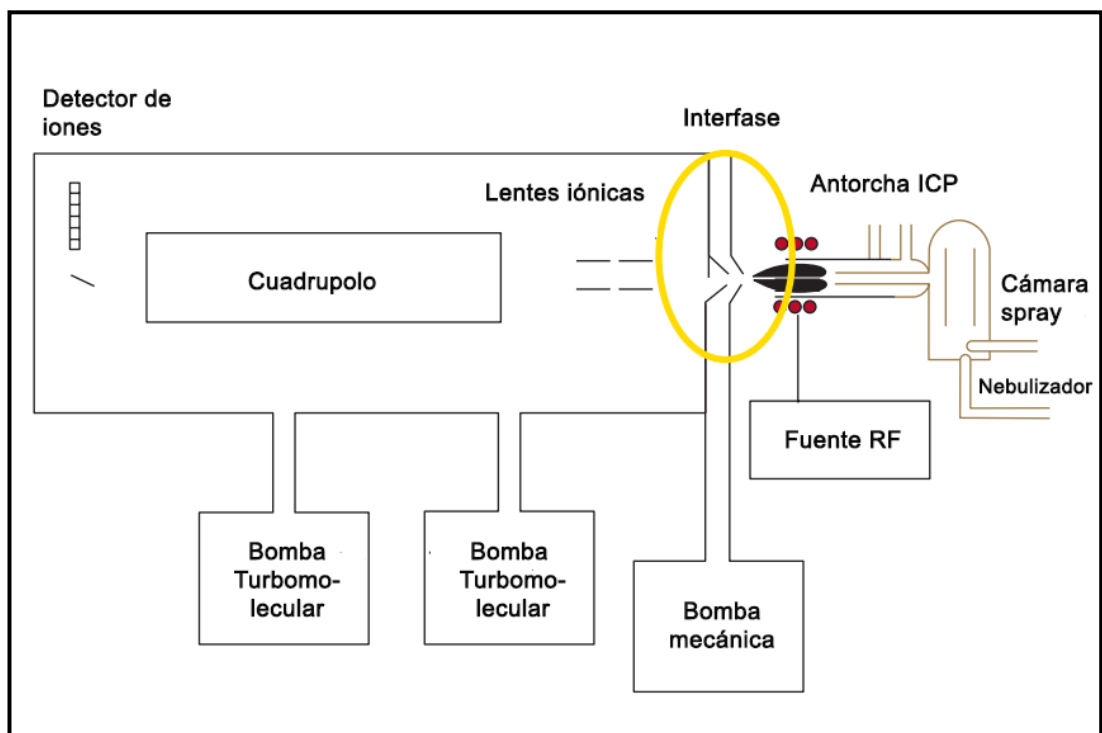 Detector de
iones
Interfase
Lentes iónicas
Antorcha ICP
Cuadrupolo
Cámara
spray
Nebulizador
Fuente RF
Bomba
Turbomo-
lecular
Bomba
Turbomo-
lecular
Bomba
mecánica